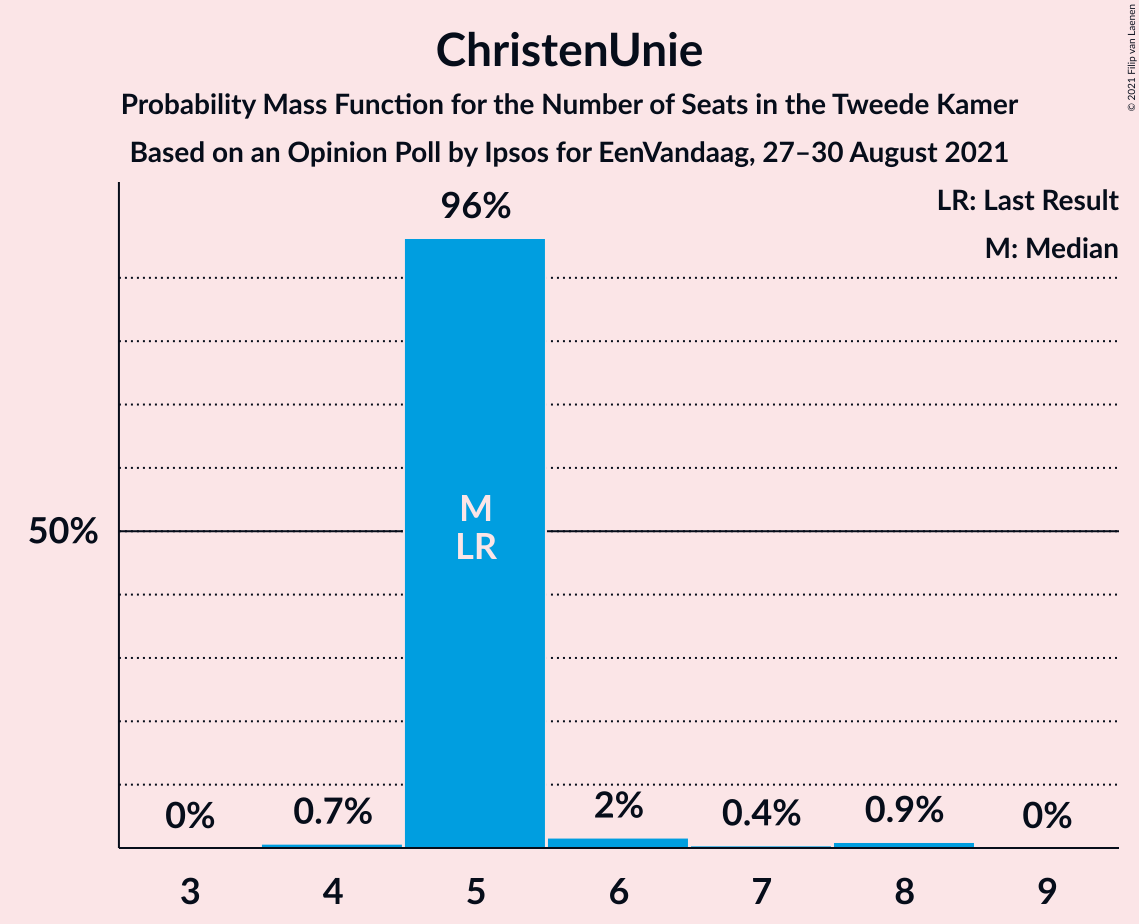 ChristenUnie
Probability Mass Function for the Number of Seats in the Tweede Kamer
Based on an Opinion Poll by Ipsos for EenVandaag, 27–30 August 2021
© 2021 Filip van Laenen
LR: Last Result
M: Median
96%
50%
M
LR
0%
0.7%
2%
0.4%
0.9%
0%
3 4 5 6 7 8 9